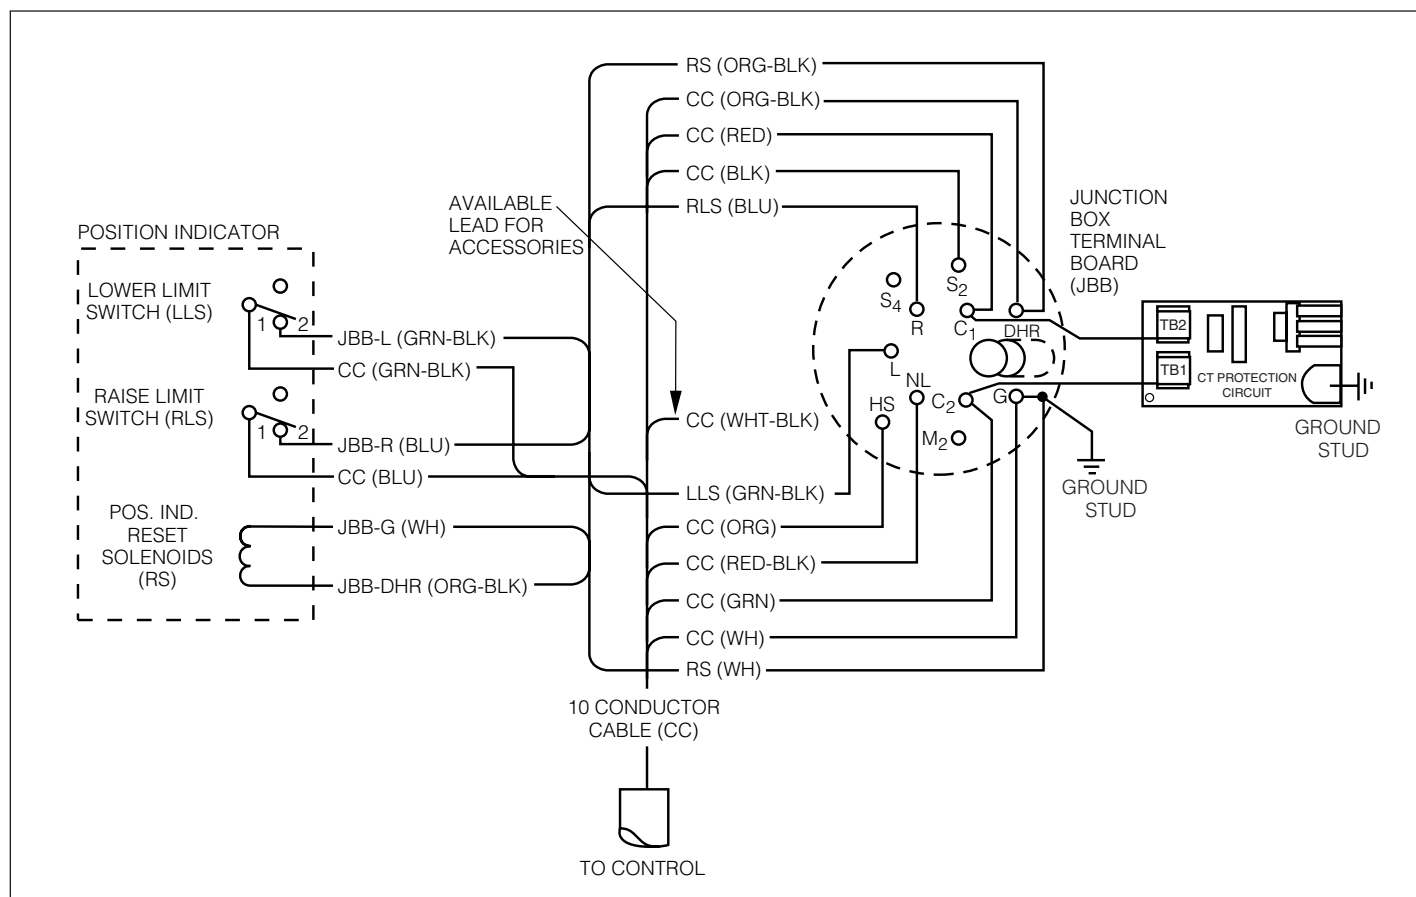 RS (ORG-BLK)
CC (ORG-BLK)
CC (RED)
CC (BLK)
RLS (BLU)
AVAILABLE
LEAD FOR
ACCESSORIES
JUNCTION
BOX
TERMINAL
BOARD
(JBB)
POSITION INDICATOR
LOWER LIMIT
SWITCH (LLS)
1 2
JBB-L (GRN-BLK)
CC (GRN-BLK)
RAISE LIMIT
SWITCH (RLS)
1 2
JBB-R (BLU)
CC (BLU)
POS. IND.
RESET
SOLENOIDS
(RS)
JBB-G (WH)
JBB-DHR (ORG-BLK)
S4
S2
R
C1
DHR
L
NL
HS
C2
G
M2
TB2
TB1
CT PROTECTION
CIRCUIT
GROUND
STUD
GROUND
STUD
CC (WHT-BLK)
LLS (GRN-BLK)
CC (ORG)
CC (RED-BLK)
CC (GRN)
CC (WH)
RS (WH)
10 CONDUCTOR
CABLE (CC)
TO CONTROL